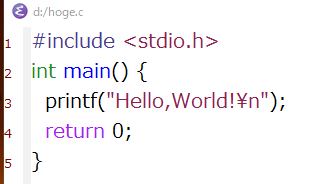 d:/hoge.c
1 #include <stdio.h>
2 int main() {
3   printf("Hello,World!¥n");
4   return 0;
5 }